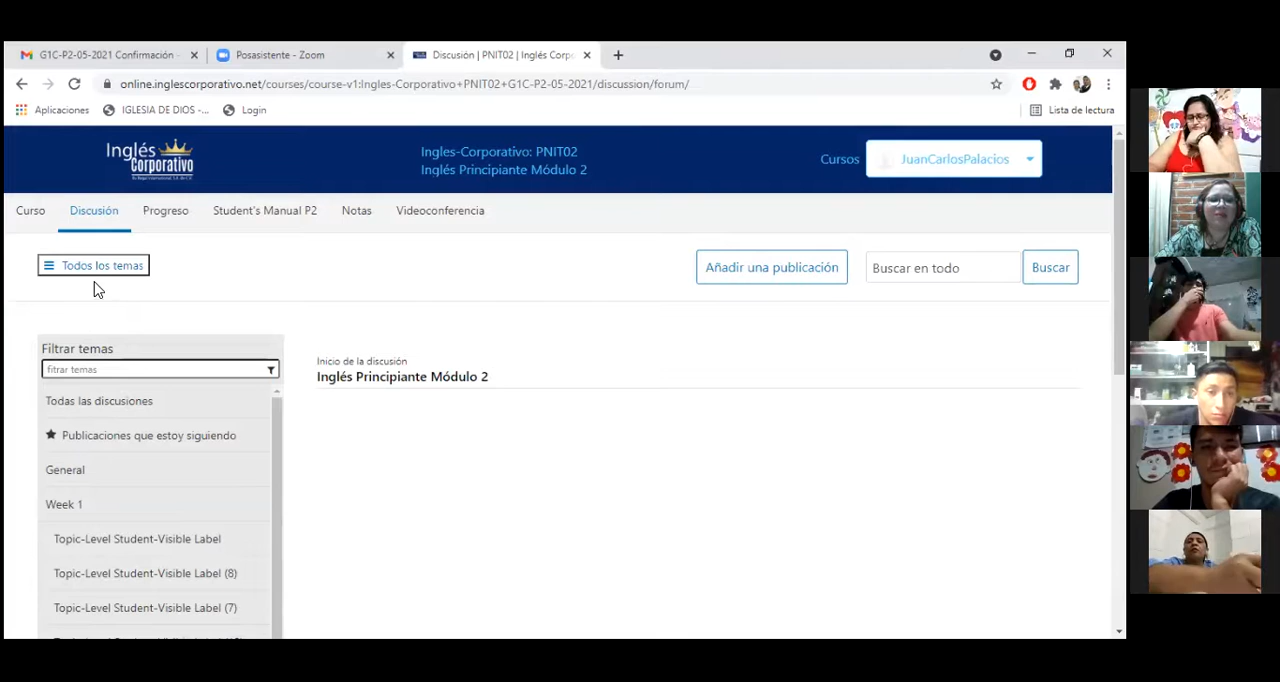 G1C-P2-05-2021 Confirmación -
Posasistente - Zoom
Discusión | PNIT02 | Inglés Corpo
online.inglescorporativo.net/courses/course-v1:Ingles-Corporativo+PNIT02+G1C-P2-05-2021/discussion/forum/
Aplicaciones
IGLESIA DE DIOS -...
Login
Lista de lectura
Inglés
Corporativo
Ingles-Corporativo: PNIT02
Inglés Principiante Módulo 2
Cursos
JuanCarlosPalacios
Curso
Discusión
Progreso
Student's Manual P2
Notas
Videoconferencia
Todos los temas
Añadir una publicación
Buscar en todo
Buscar
Filtrar temas
fitrar temas
Todas las discusiones
Publicaciones que estoy siguiendo
General
Week 1
Topic-Level Student-Visible Label
Topic-Level Student-Visible Label (8)
Topic-Level Student-Visible Label (7)
Inicio de la discusión
Inglés Principiante Módulo 2